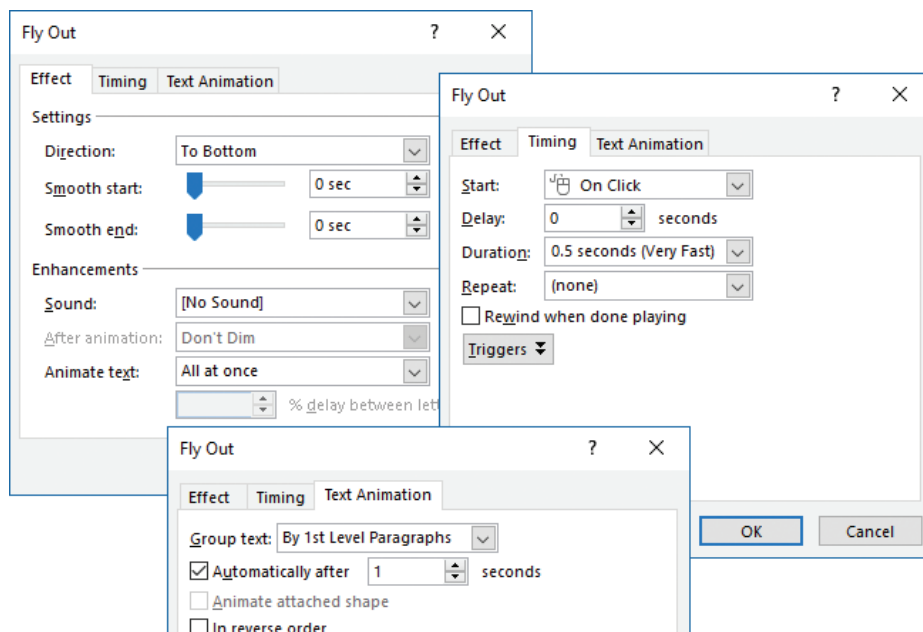 Fly Out ? ×
Effect Timing Text Animation
Settings
Direction: To Bottom
Smooth start: 0 sec
Smooth end: 0 sec
Enhancements
Sound: [No Sound]
After animation: Don't Dim
Animate text: All at once
% delay between lett
Fly Out ? ×
Effect Timing Text Animation
Start: On Click
Delay: 0 seconds
Duration: 0.5 seconds (Very Fast)
Repeat: (none)
Rewind when done playing
Triggers
OK Cancel
Fly Out ? ×
Effect Timing Text Animation
Group text: By 1st Level Paragraphs
Automatically after 1 seconds
Animate attached shape
In reverse order